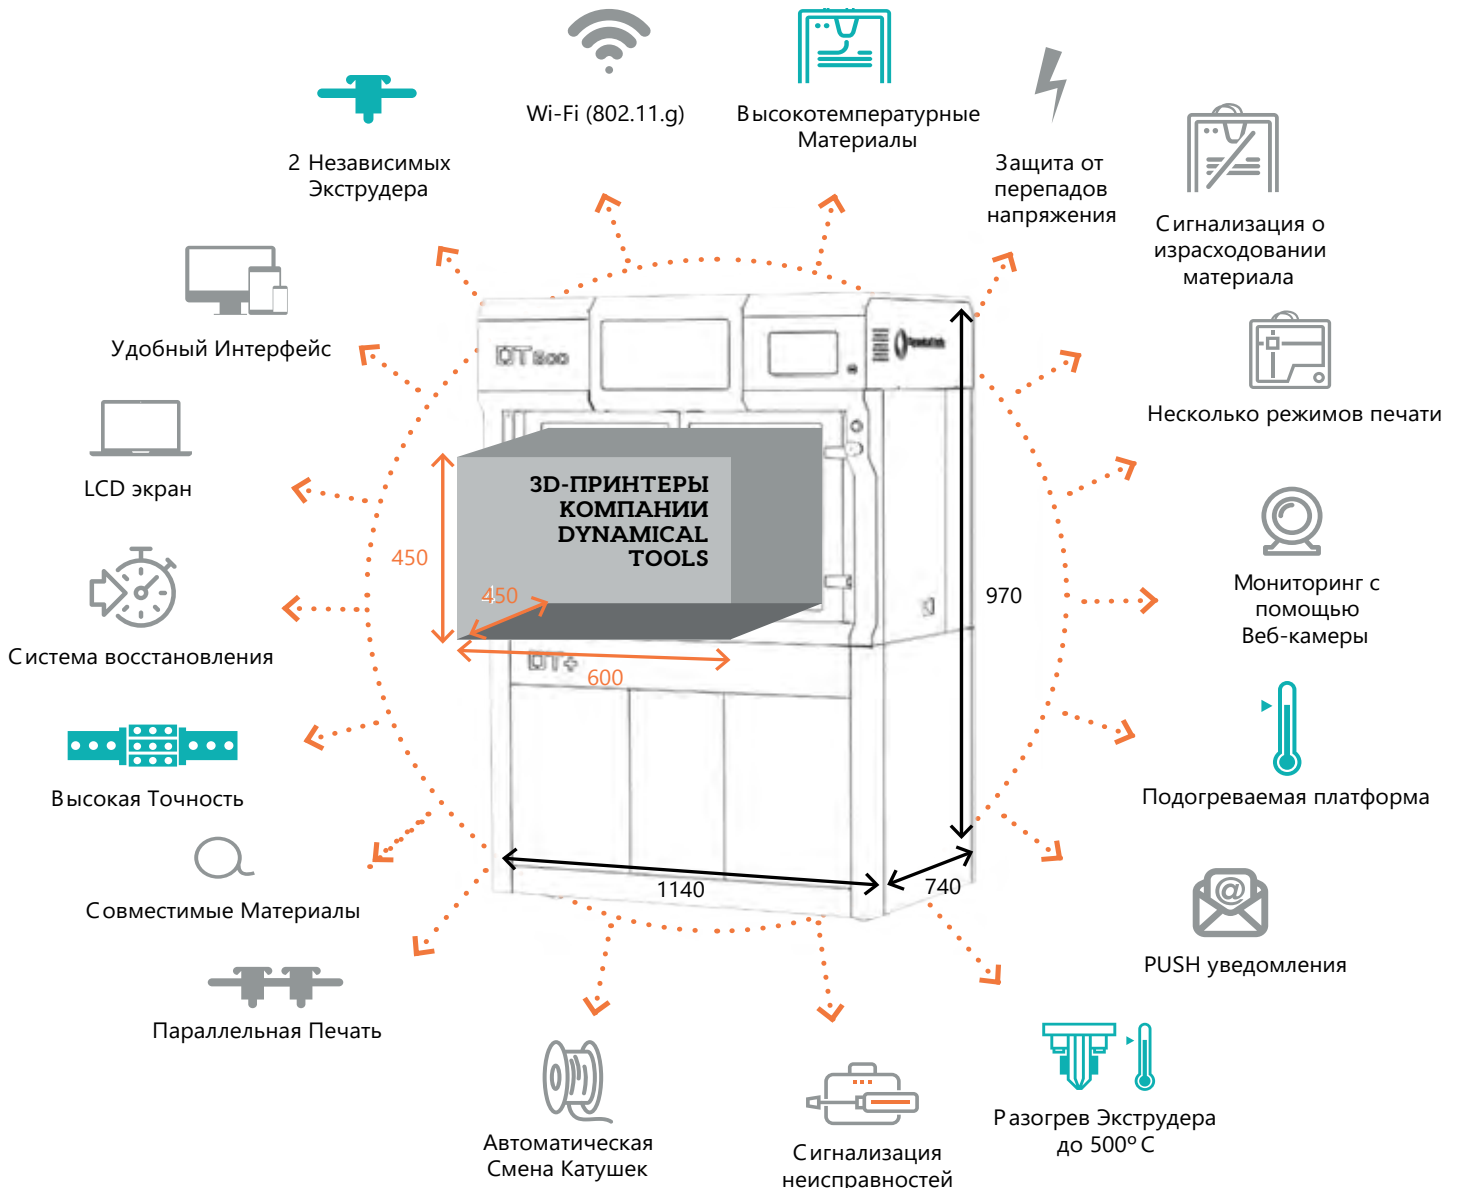 Wi-Fi (802.11.g)
Высокотемпературные
Материалы
2 Независимых
Экструдера
Защита от
перепадов
напряжения
Сигнализация о
израсходовании
материала
Удобный Интерфейс
Несколько режимов печати
LCD экран
3D-ПРИНТЕРЫ
КОМПАНИИ
DYNAMICAL
TOOLS
450
450
600
970
Мониторинг с
помощью
Веб-камеры
Система восстановления
DT+
Высокая Точность
Подогреваемая платформа
1140
740
Совместимые Материалы
PUSH уведомления
Параллельная Печать
Автоматическая
Смена Катушек
Сигнализация
неисправностей
Разогрев Экструдера
до 500°C